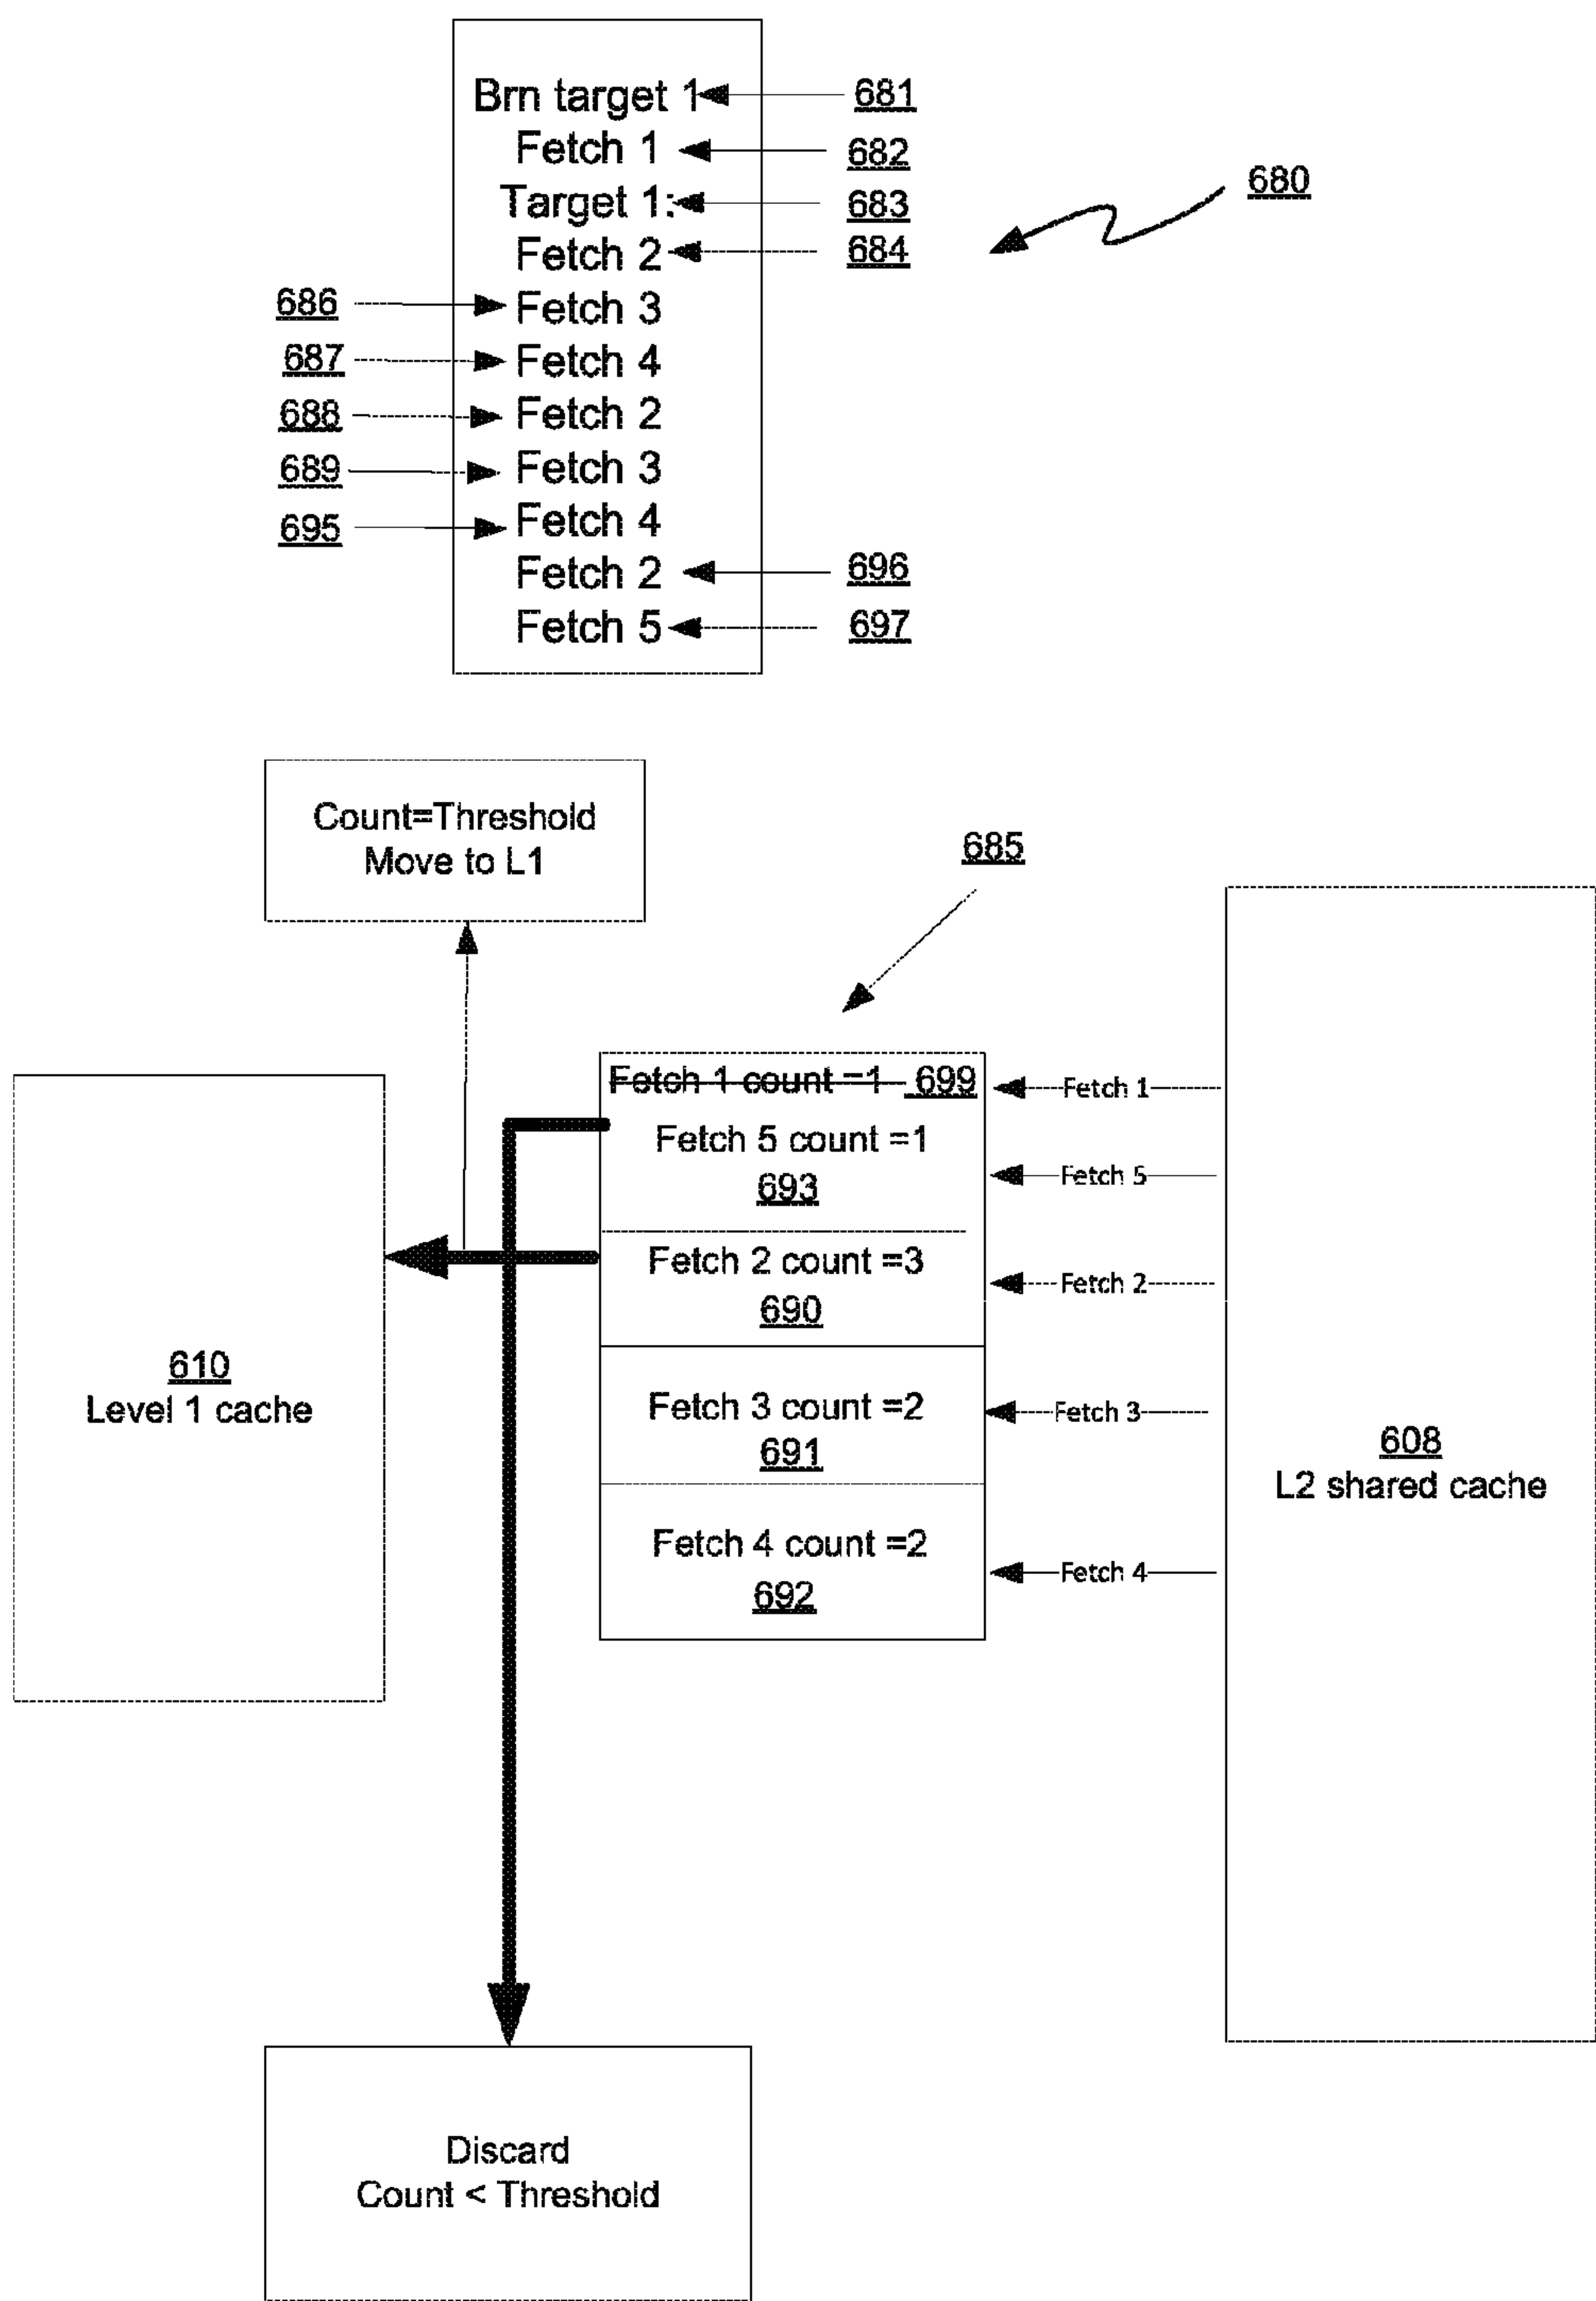 Brn target 1 681
Fetch 1 682
680
Target 1: 683
Fetch 2 684
686 Fetch 3
687 Fetch 4
688 Fetch 2
689 Fetch 3
695 Fetch 4
Fetch 2 696
Fetch 5 697
Count=Threshold
Move to L1
685
Fetch 1 count =1 699
Fetch 1
Fetch 5 count =1
693
Fetch 5
Fetch 2 count =3
690
Fetch 2
610
Level 1 cache
Fetch 3 count =2
691
Fetch 3
608
L2 shared cache
Fetch 4 count =2
692
Fetch 4
Discard
Count < Threshold